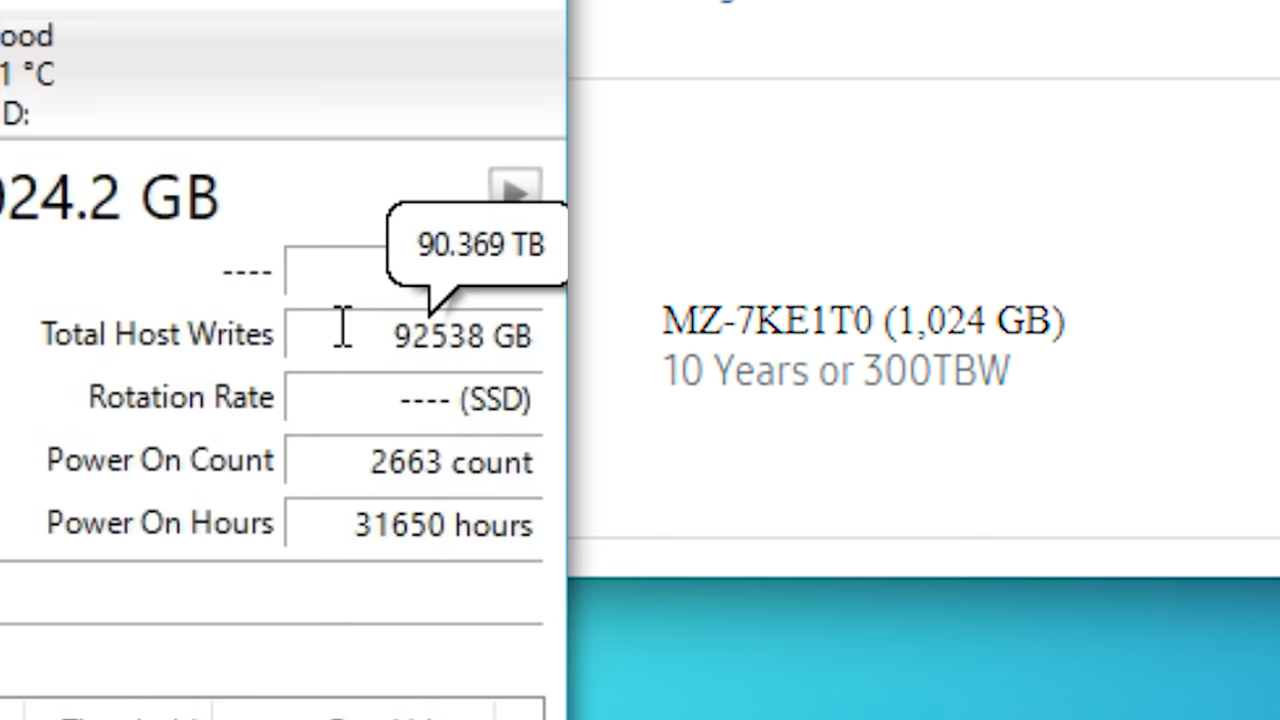 ood
1 °C
D:
024.2 GB
90.369 TB
----
Total Host Writes 92538 GB
Rotation Rate ---- (SSD)
Power On Count 2663 count
Power On Hours 31650 hours
MZ-7KE1T0 (1,024 GB)
10 Years or 300TBW